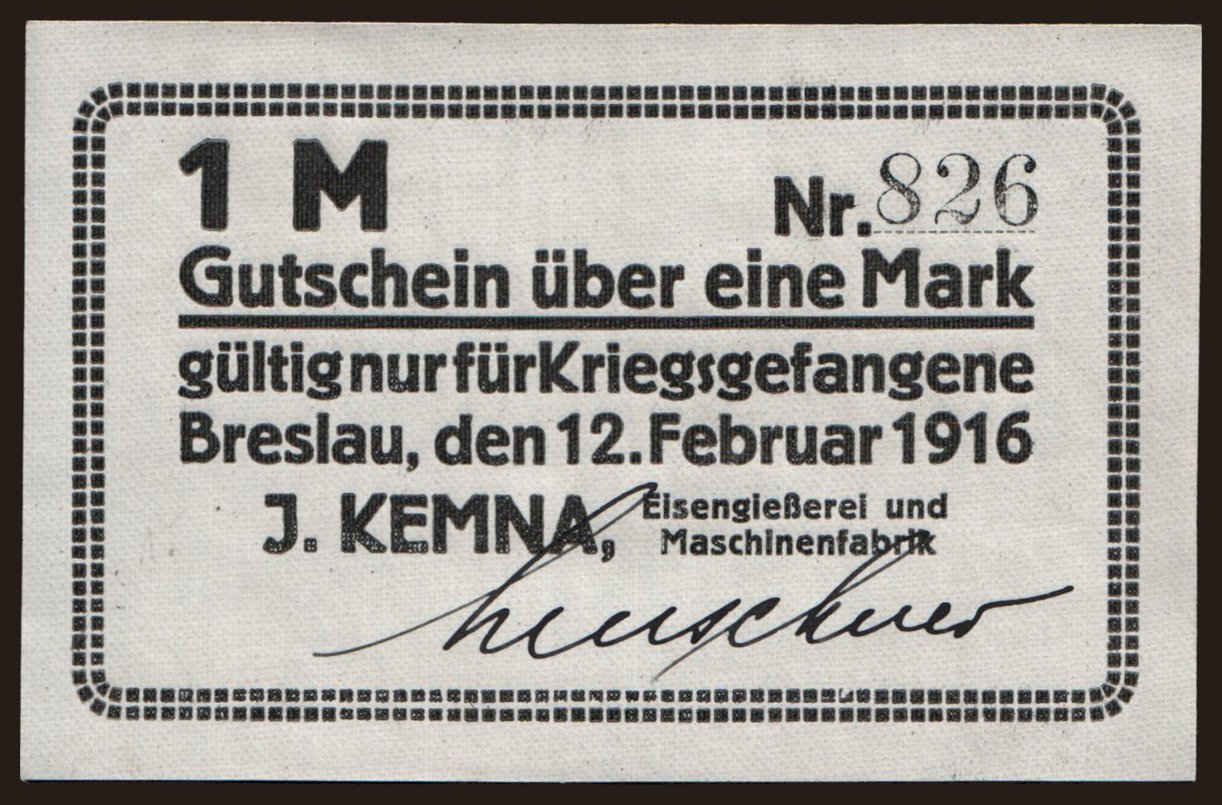 1 M Nr. 826
Gutschein über eine Mark
gültig nur für Kriegsgefangene
Breslau, den 12. Februar 1916
J. KEMNA, Eisengießerei und
Maschinenfabrik